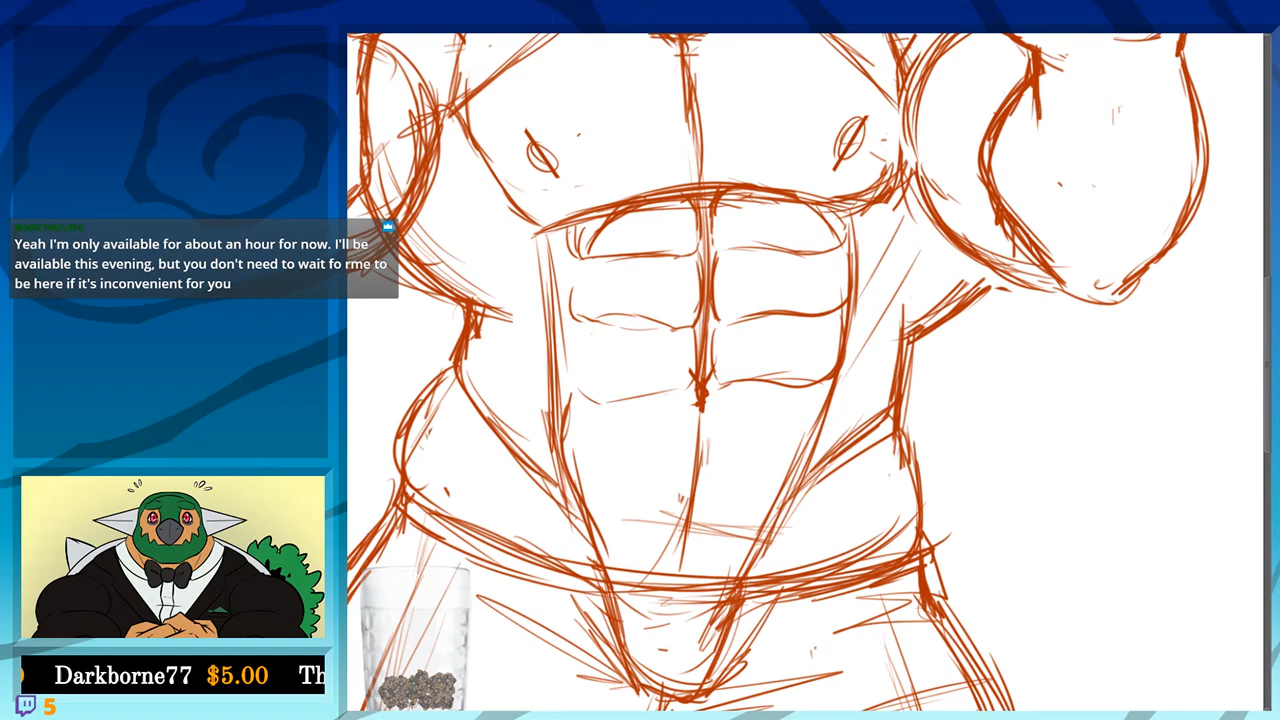 Yeah I'm only available for about an hour for now. I'll be
available this evening, but you don't need to wait fo rme to
be here if it's inconvenient for you
Darkborne77 $5.00 Th
5